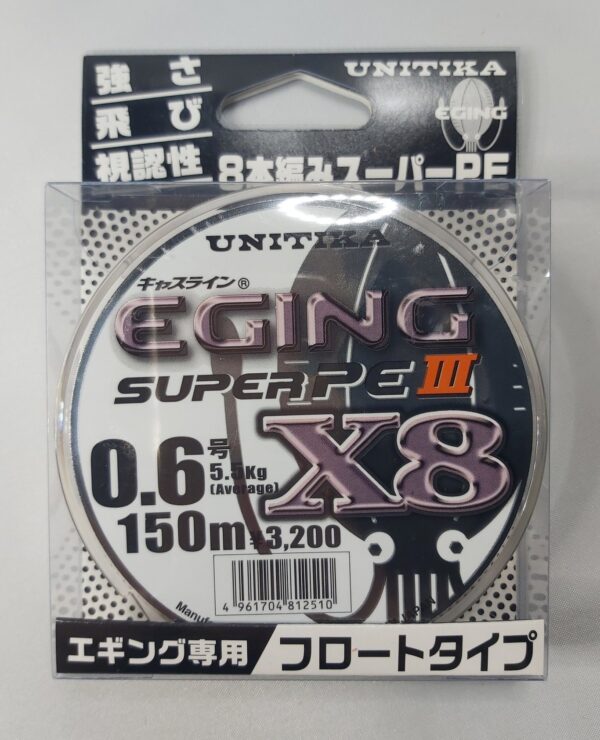 強さ
飛び
視認性
UNITIKA
EGING
8本編みスーパーPE
UNITIKA
キャスライン®
EGING
SUPER PE III
X8
0.6号
5.5Kg
(Average)
150m ¥3,200
4 961704 812510
JAPAN
エギング専用 フロートタイプ